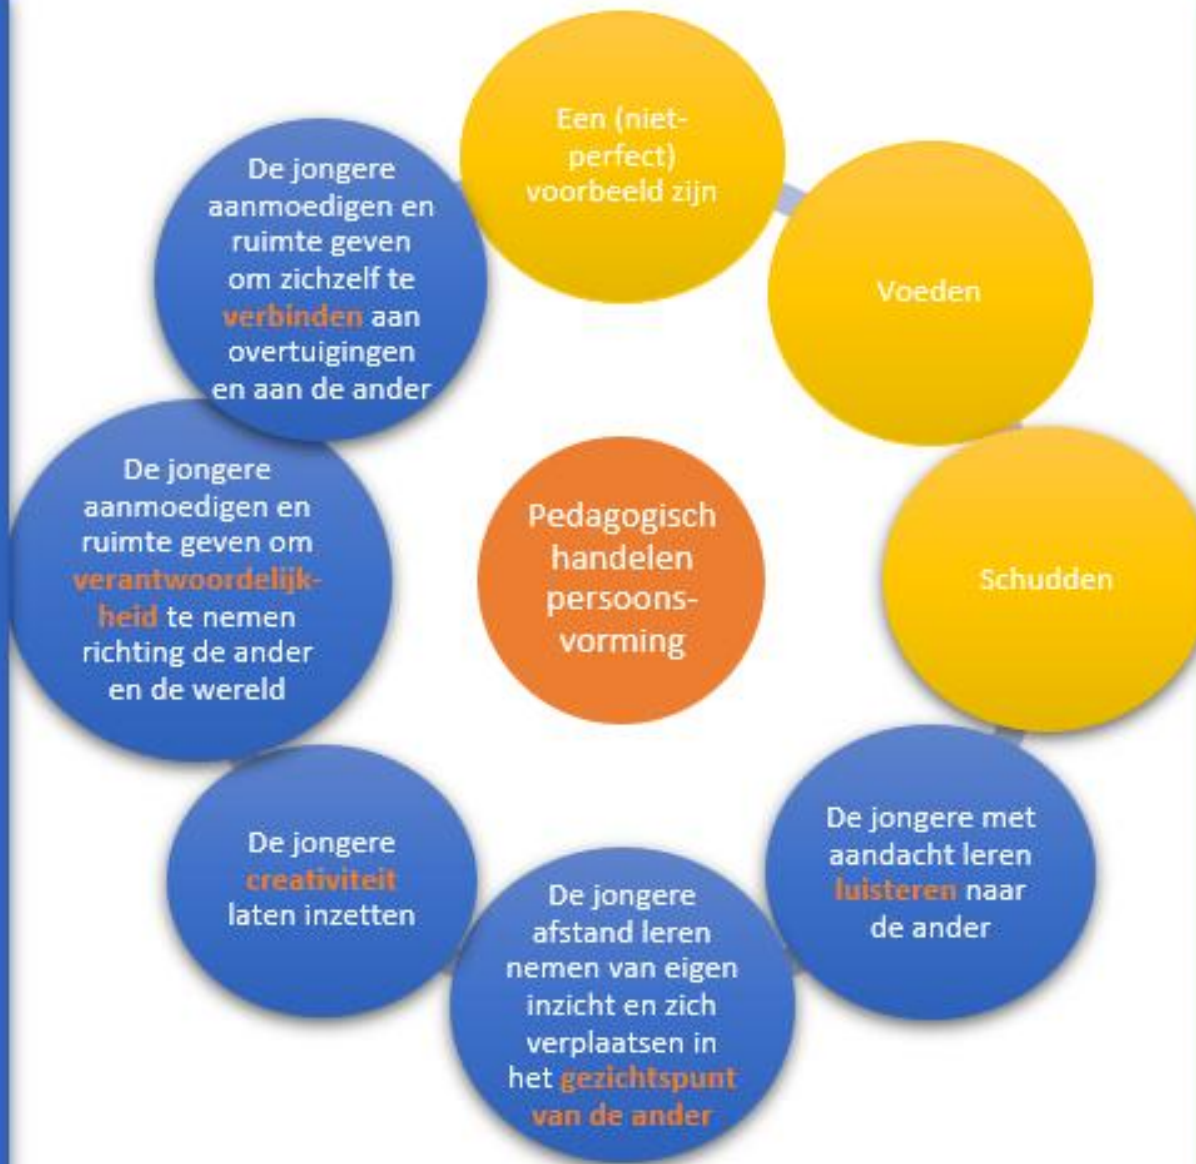 Een (niet-
perfect)
voorbeeld zijn
Voeden
Schudden
De jongere met
aandacht leren
luisteren naar
de ander
De jongere
afstand leren
nemen van eigen
inzicht en zich
verplaatsen in
het gezichtspunt
van de ander
De jongere
creativiteit
laten inzetten
De jongere
aanmoedigen en
ruimte geven om
verantwoordelijk-
heid te nemen
richting de ander
en de wereld
De jongere
aanmoedigen en
ruimte geven
om zichzelf te
verbinden aan
overtuigingen
en aan de ander
Pedagogisch
handelen
persoons-
vorming